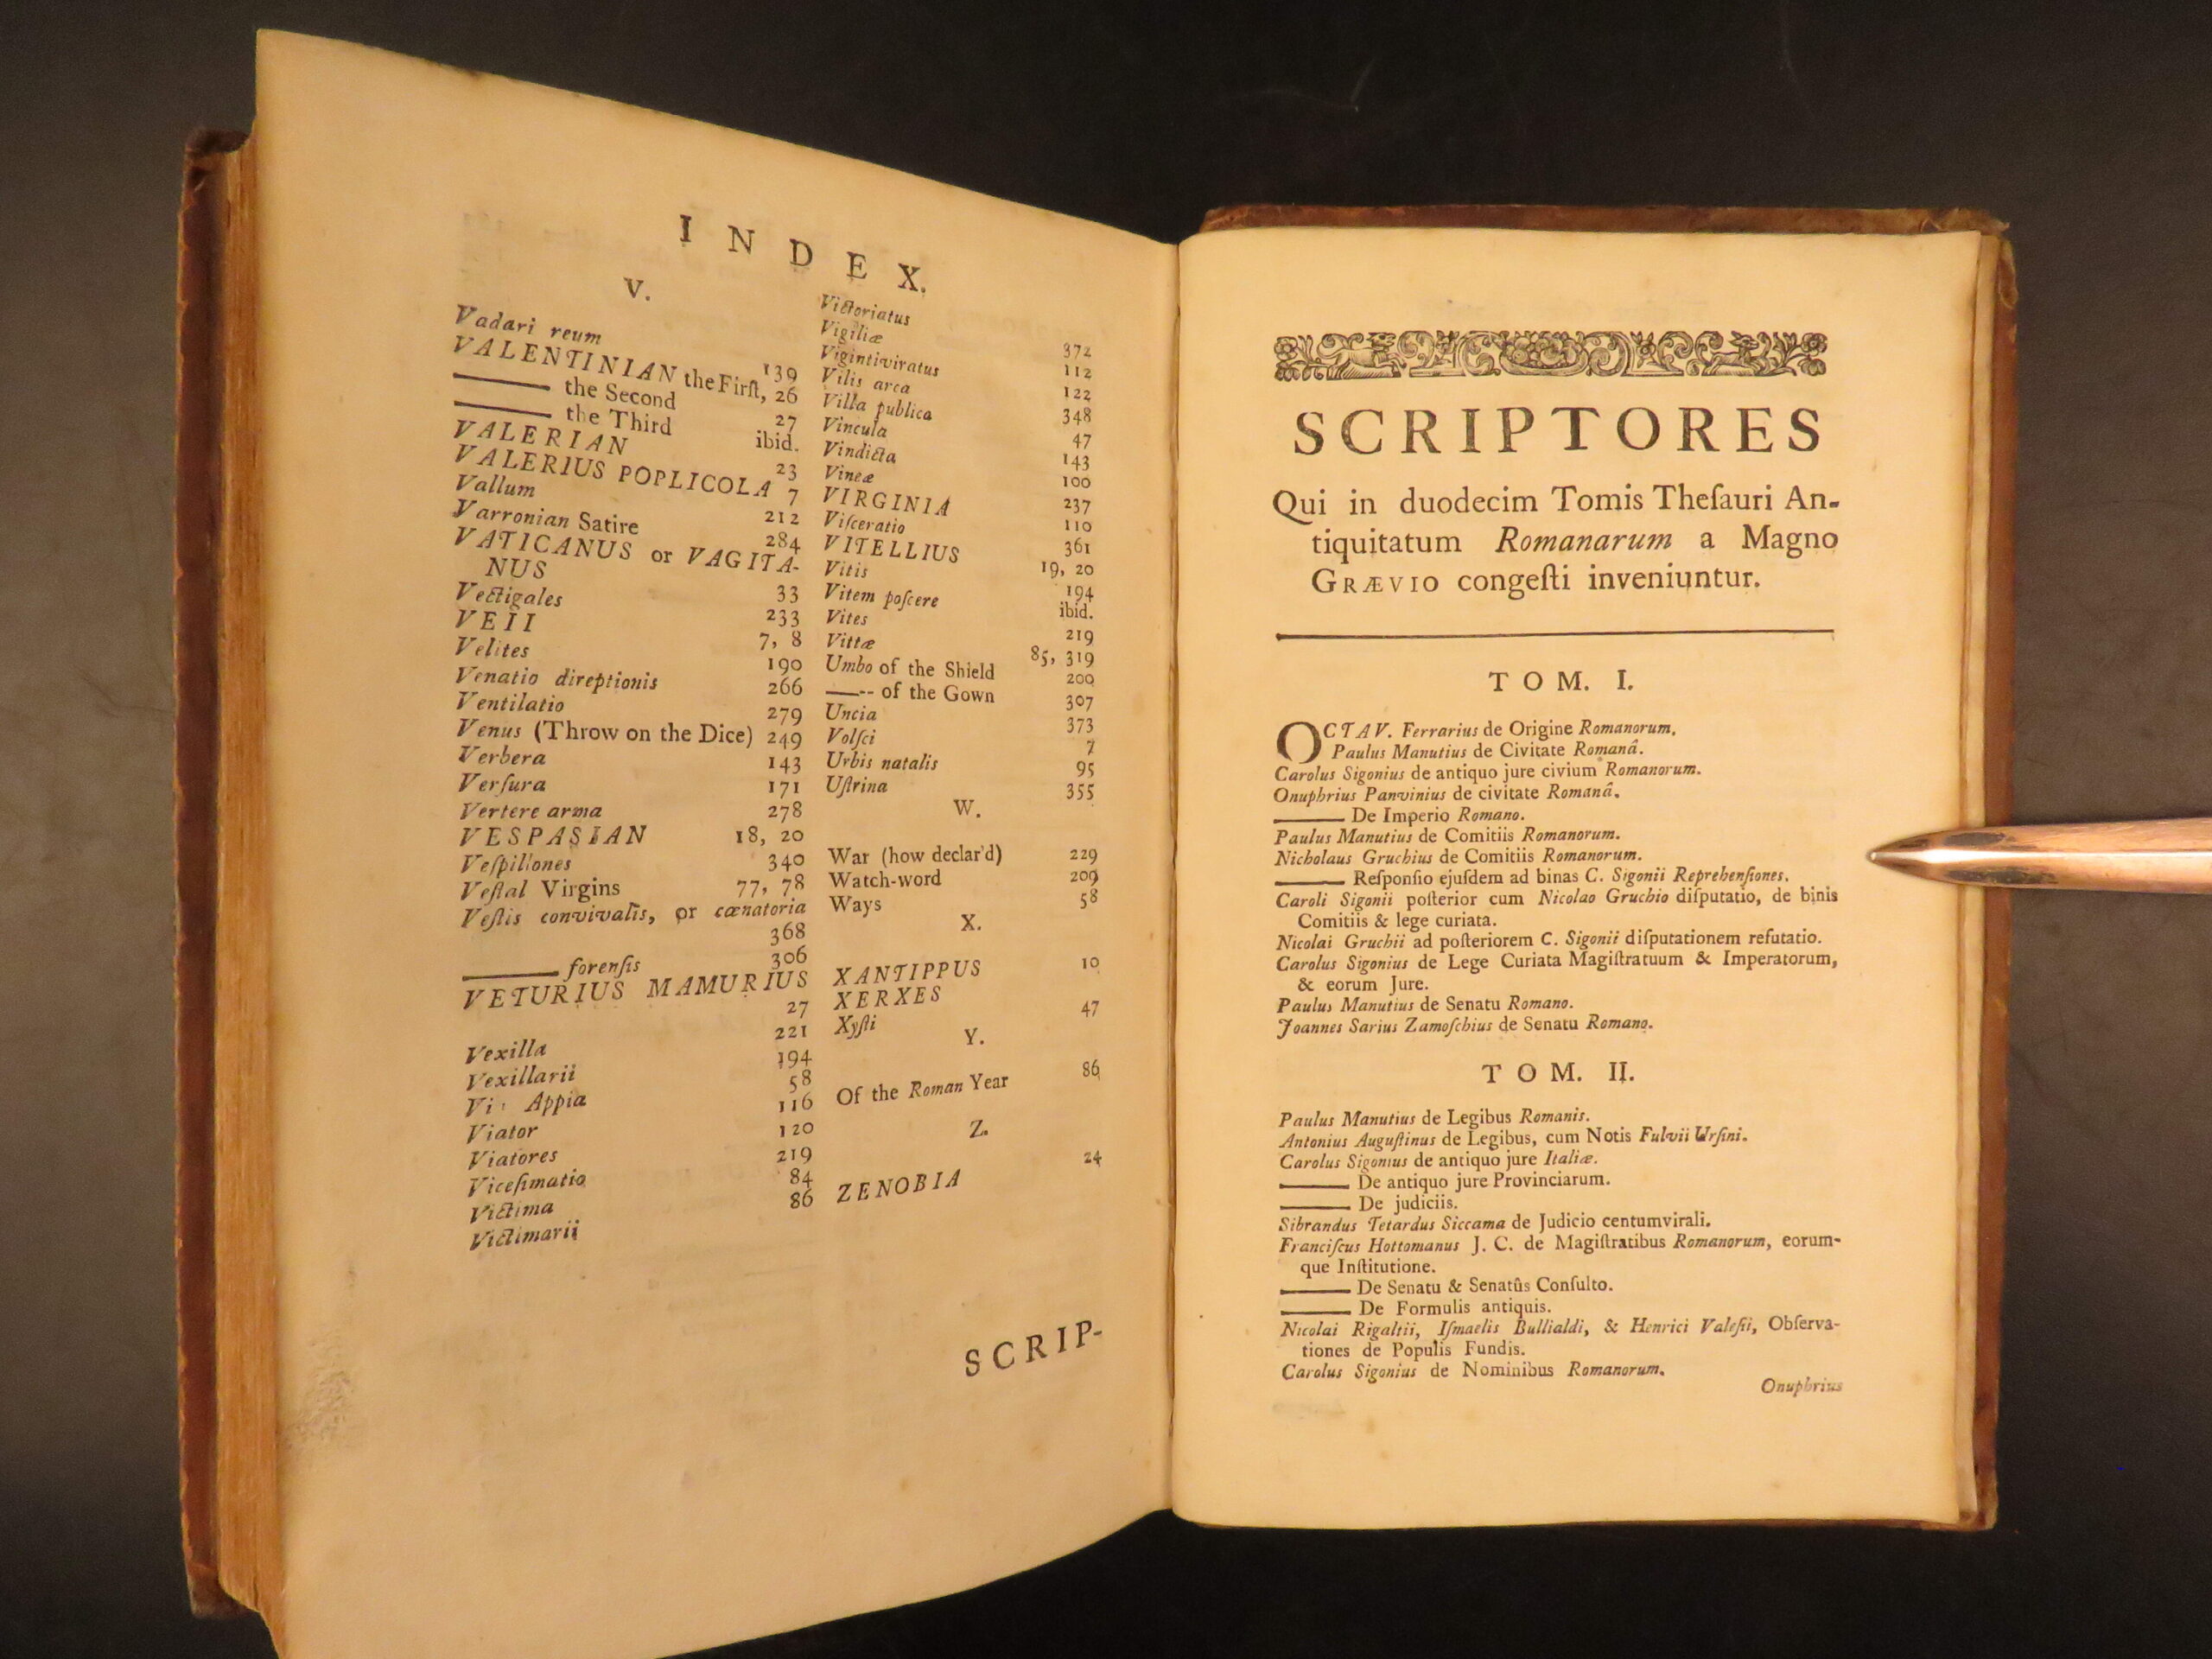 INDEX.
V.
Vadari reum 139
VALENTINIAN the Firſt, 26
——— the Second 27
——— the Third ibid.
VALERIAN 23
VALERIUS POPLICOLA 7
Vallum 212
Varronian Satire 284
VATICANUS or VAGITA-
NUS 33
Vectigales 233
VEII 7, 8
Velites 190
Venatio direptionis 266
Ventilatio 279
Venus (Throw on the Dice) 249
Verbera 143
Verſura 171
Vertere arma 278
VESPASIAN 18, 20
Veſpillones 340
Veſtal Virgins 77, 78
Veſtis convivalis, or cœnatoria
368
——— forenſis 306
VETURIUS MAMURIUS
27
Vexilla 221
Vexillarii 194
Vi Appia 58
Viator 116
Viatores 120
Viceſimatio 219
Victima 84
Victimarii 86
Victoriatus 372
Vigiliæ 112
Vigintiviratus 122
Vilis arca 348
Villa publica 47
Vincula 143
Vindicta 100
Vineæ 237
VIRGINIA 110
Viſceratio 361
VITELLIUS 19, 20
Vitis 194
Vitem poſcere ibid.
Vites 219
Vittæ 85, 319
Umbo of the Shield 200
—-- of the Gown 307
Uncia 373
Volſci 7
Urbis natalis 95
Uſtrina 355
W.
War (how declar'd) 229
Watch-word 209
Ways 58
X.
XANTIPPUS 10
XERXES
Xyſti 47
Y.
Of the Roman Year 86
Z.
ZENOBIA 24
SCRIP-
SCRIPTORES
Qui in duodecim Tomis Theſauri An-
tiquitatum Romanarum a Magno
GRÆVIO congeſti inveniuntur.
TOM. I.
OCTAV. Ferrarius de Origine Romanorum.
Paulus Manutius de Civitate Romanâ.
Carolus Sigonius de antiquo jure civium Romanorum.
Onuphrius Panvinius de civitate Romanâ.
——— De Imperio Romano.
Paulus Manutius de Comitiis Romanorum.
Nicholaus Gruchius de Comitiis Romanorum.
——— Reſponſio ejuſdem ad binas C. Sigonii Reprehenſiones.
Caroli Sigonii poſterior cum Nicolao Gruchio diſputatio, de binis
Comitiis & lege curiata.
Nicolai Gruchii ad poſteriorem C. Sigonii diſputationem refutatio.
Carolus Sigonius de Lege Curiata Magiſtratuum & Imperatorum,
& eorum Jure.
Paulus Manutius de Senatu Romano.
Joannes Sarius Zamoſchius de Senatu Romano.
TOM. II.
Paulus Manutius de Legibus Romanis.
Antonius Auguſtinus de Legibus, cum Notis Fulvii Urſini.
Carolus Sigonius de antiquo jure Italiæ.
——— De antiquo jure Provinciarum.
——— De judiciis.
Sibrandus Tetardus Siccama de Judicio centumvirali.
Franciſcus Hottomanus J. C. de Magiſtratibus Romanorum, eorum-
que Inſtitutione.
——— De Senatu & Senatûs Conſulto.
——— De Formulis antiquis.
Nicolai Rigaltii, Iſmaelis Bullialdi, & Henrici Valeſii, Obſerva-
tiones de Populis Fundis.
Carolus Sigonius de Nominibus Romanorum.
Onuphrius